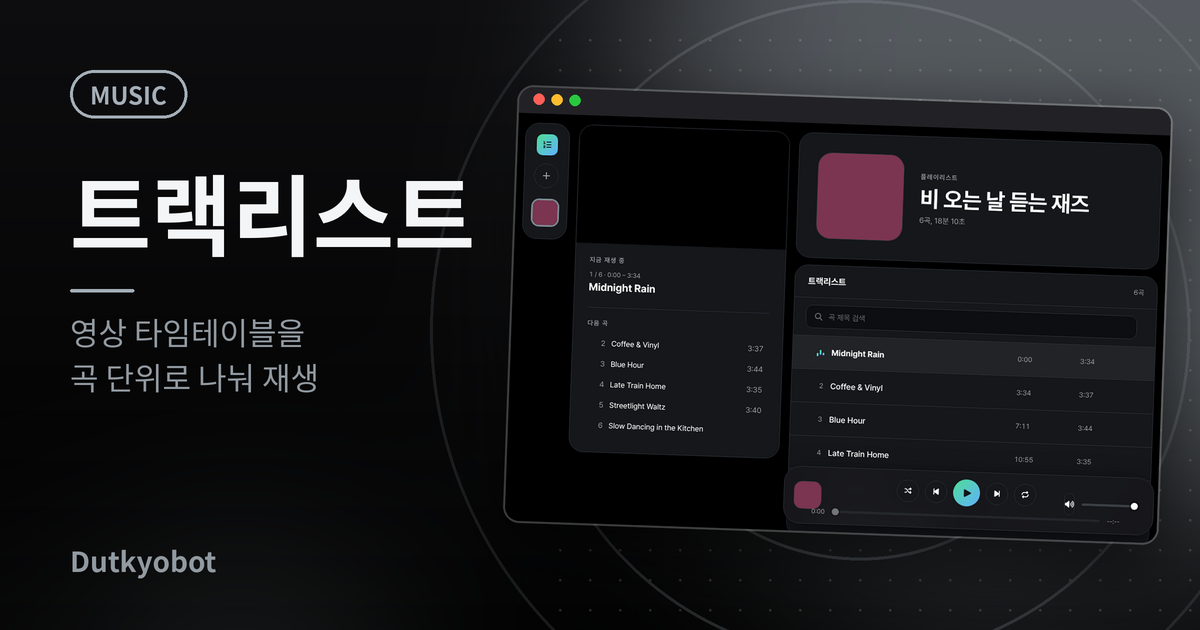 MUSIC
트랙리스트
영상 타임테이블을
곡 단위로 나눠 재생
Dutkyobot
지금 재생 중
1 / 6 · 0:00 – 3:34
Midnight Rain
다음 곡
2 Coffee & Vinyl 3:37
3 Blue Hour 3:44
4 Late Train Home 3:35
5 Streetlight Waltz 3:40
6 Slow Dancing in the Kitchen
플레이리스트
비 오는 날 듣는 재즈
6곡, 18분 10초
트랙리스트 6곡
곡 제목 검색
Midnight Rain 0:00 3:34
2 Coffee & Vinyl 3:34 3:37
3 Blue Hour 7:11 3:44
4 Late Train Home 10:55 3:35
0:00 --:--